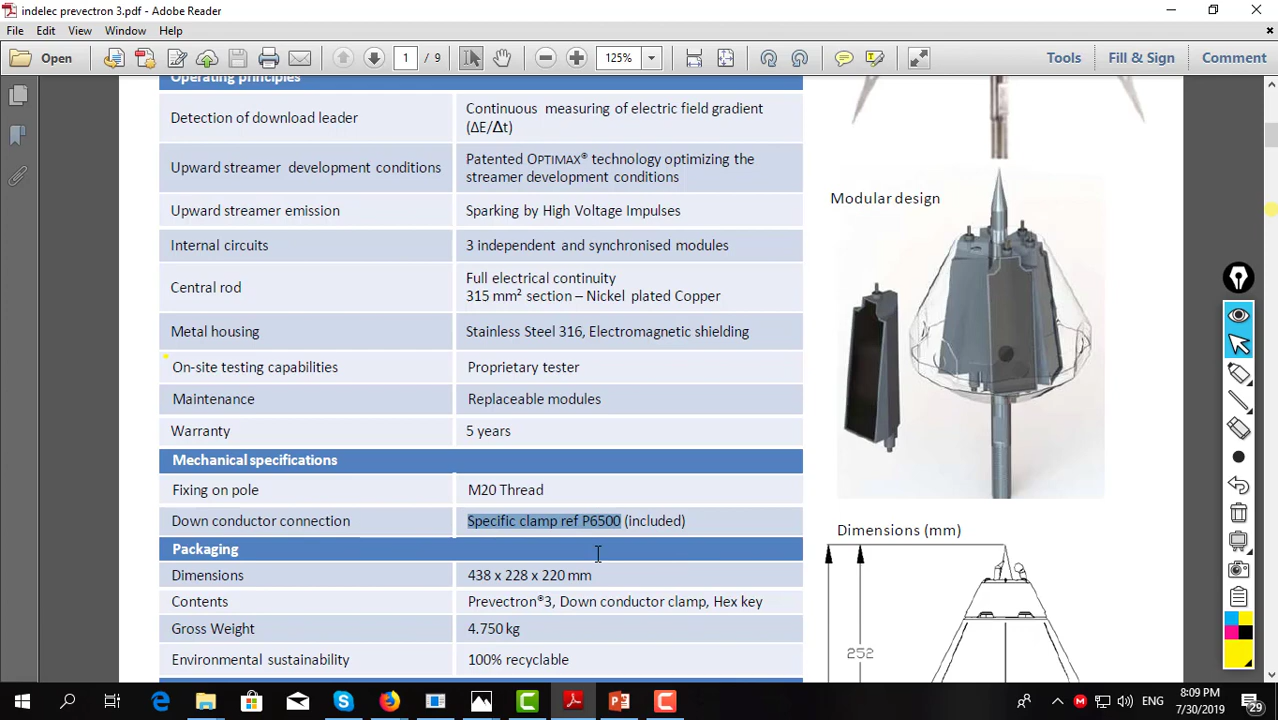 indelec prevectron 3.pdf - Adobe Reader
File Edit View Window Help
Open 1 / 9 125% Tools Fill & Sign Comment
Operating principles
Detection of download leader Continuous measuring of electric field gradient
(ΔE/Δt)
Upward streamer development conditions Patented OPTIMAX® technology optimizing the
streamer development conditions
Upward streamer emission Sparking by High Voltage Impulses
Internal circuits 3 independent and synchronised modules
Central rod Full electrical continuity
315 mm² section – Nickel plated Copper
Metal housing Stainless Steel 316, Electromagnetic shielding
On-site testing capabilities Proprietary tester
Maintenance Replaceable modules
Warranty 5 years
Mechanical specifications
Fixing on pole M20 Thread
Down conductor connection Specific clamp ref P6500 (included)
Packaging
Dimensions 438 x 228 x 220 mm
Contents Prevectron®3, Down conductor clamp, Hex key
Gross Weight 4.750 kg
Environmental sustainability 100% recyclable
Modular design
Dimensions (mm)
252
ENG
8:09 PM
7/30/2019
29